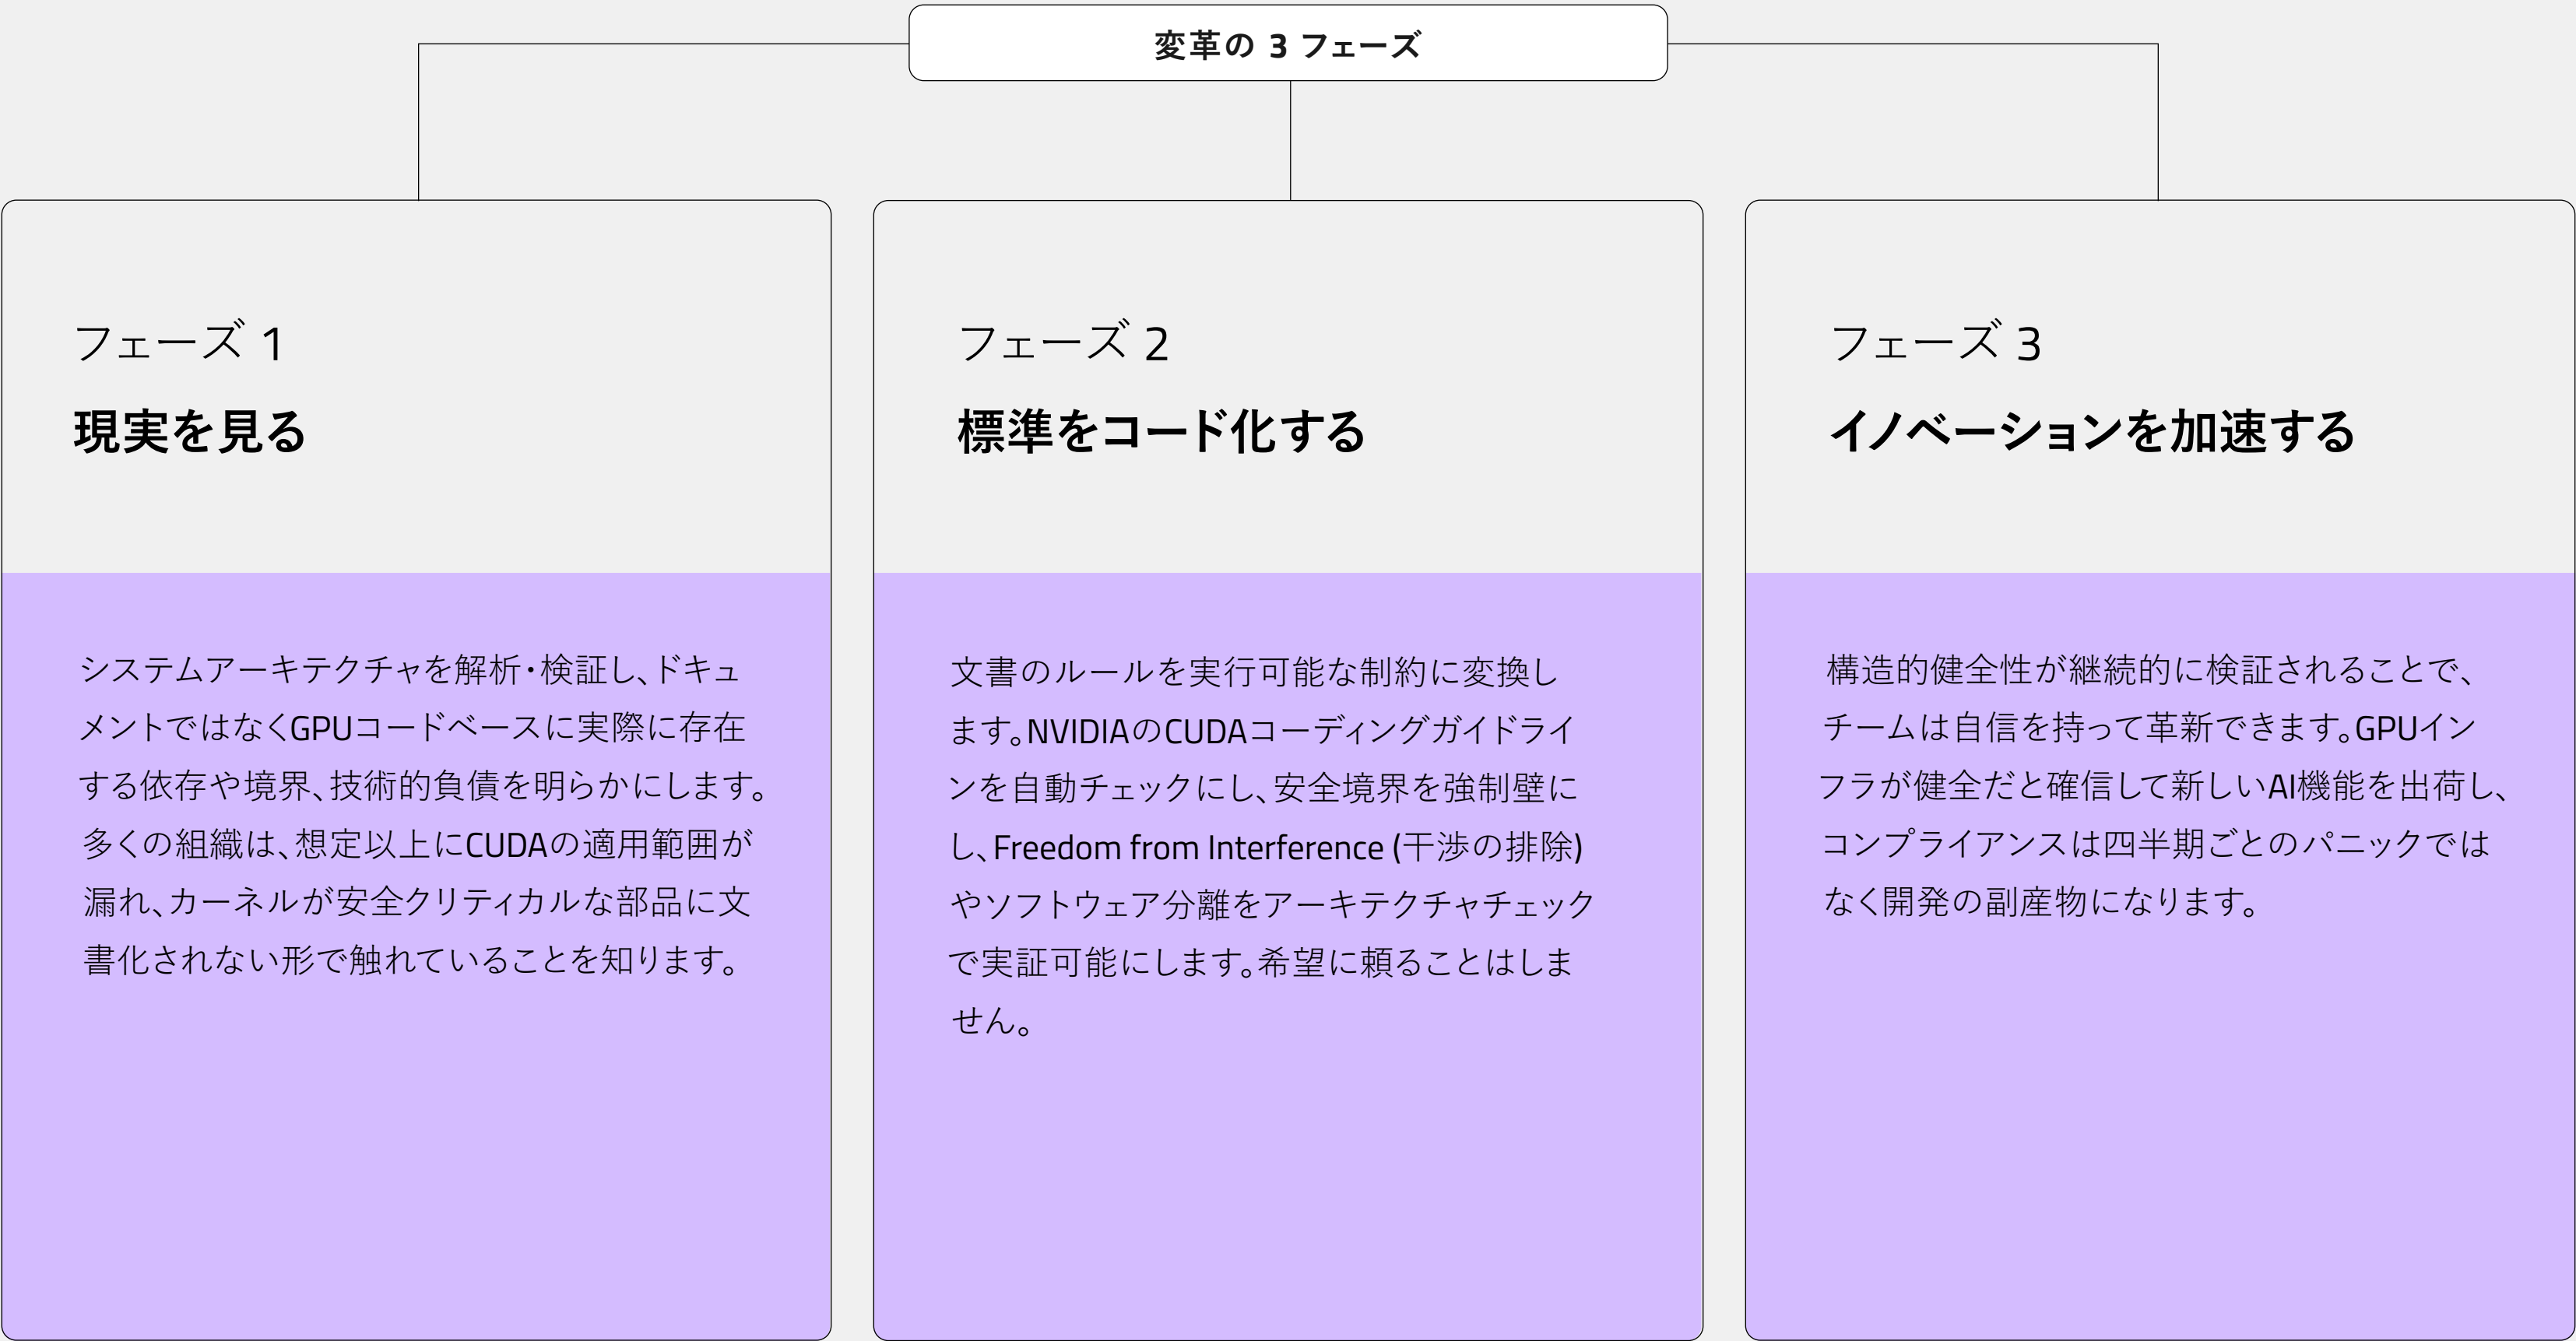 変革の 3 フェーズ
フェーズ 1
現実を見る
システムアーキテクチャを解析・検証し、ドキュ
メントではなくGPUコードベースに実際に存在
する依存や境界、技術的負債を明らかにします。
多くの組織は、想定以上にCUDAの適用範囲が
漏れ、カーネルが安全クリティカルな部品に文
書化されない形で触れていることを知ります。
フェーズ 2
標準をコード化する
文書のルールを実行可能な制約に変換し
ます。NVIDIAのCUDAコーディングガイドライ
ンを自動チェックにし、安全境界を強制壁に
し、Freedom from Interference (干渉の排除)
やソフトウェア分離をアーキテクチャチェック
で実証可能にします。希望に頼ることはしま
せん。
フェーズ 3
イノベーションを加速する
構造的健全性が継続的に検証されることで、
チームは自信を持って革新できます。GPUイン
フラが健全だと確信して新しいAI機能を出荷し、
コンプライアンスは四半期ごとのパニックでは
なく開発の副産物になります。